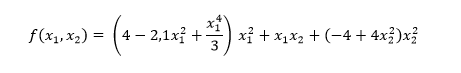 f(x₁, x₂) = (4 − 2,1x₁² + x₁⁴/3) x₁² + x₁x₂ + (−4 + 4x₂²)x₂²